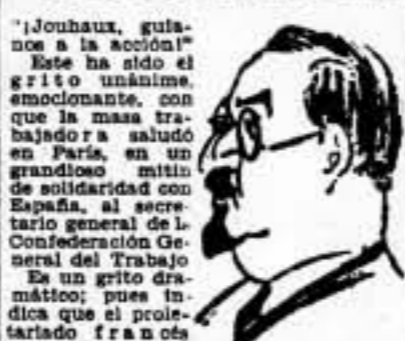 "¡Jouhaux, guía-
nos a la acción!"
Este ha sido el
grito unánime,
emocionante, con
que la masa tra-
bajadora saludó
en París, en un
grandioso mitin
de solidaridad con
España, al secre-
tario general de la
Confederación Ge-
neral del Trabajo
Es un grito dra-
mático; pues in-
dica que el prole-
tariado francés